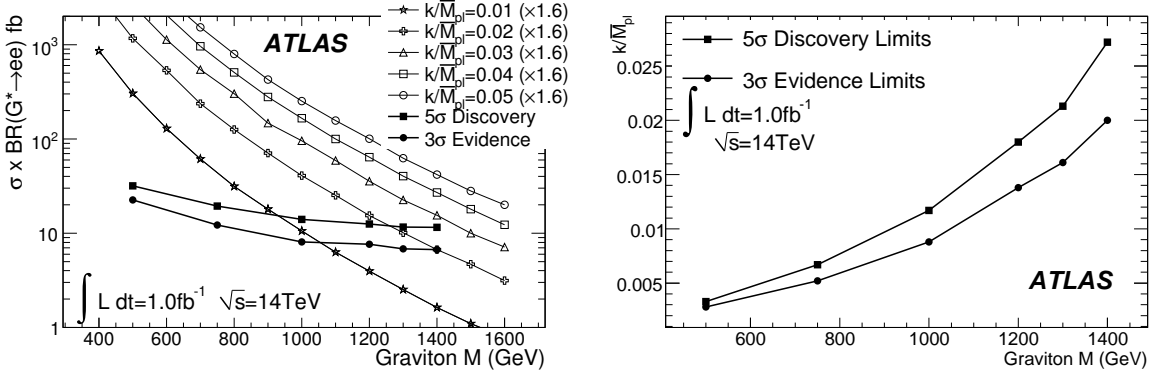 k/M̅pl=0.01 (×1.6)
k/M̅pl=0.02 (×1.6)
k/M̅pl=0.03 (×1.6)
k/M̅pl=0.04 (×1.6)
k/M̅pl=0.05 (×1.6)
5σ Discovery
3σ Evidence
ATLAS
σ x BR(G*→ee) fb
10³
10²
10
1
∫ L dt=1.0fb⁻¹ √s=14TeV
400 600 800 1000 1200 1400 1600
Graviton M (GeV)
k/M̅pl
5σ Discovery Limits
3σ Evidence Limits
∫ L dt=1.0fb⁻¹
√s=14TeV
0.025
0.02
0.015
0.01
0.005
ATLAS
600 800 1000 1200 1400
Graviton M (GeV)